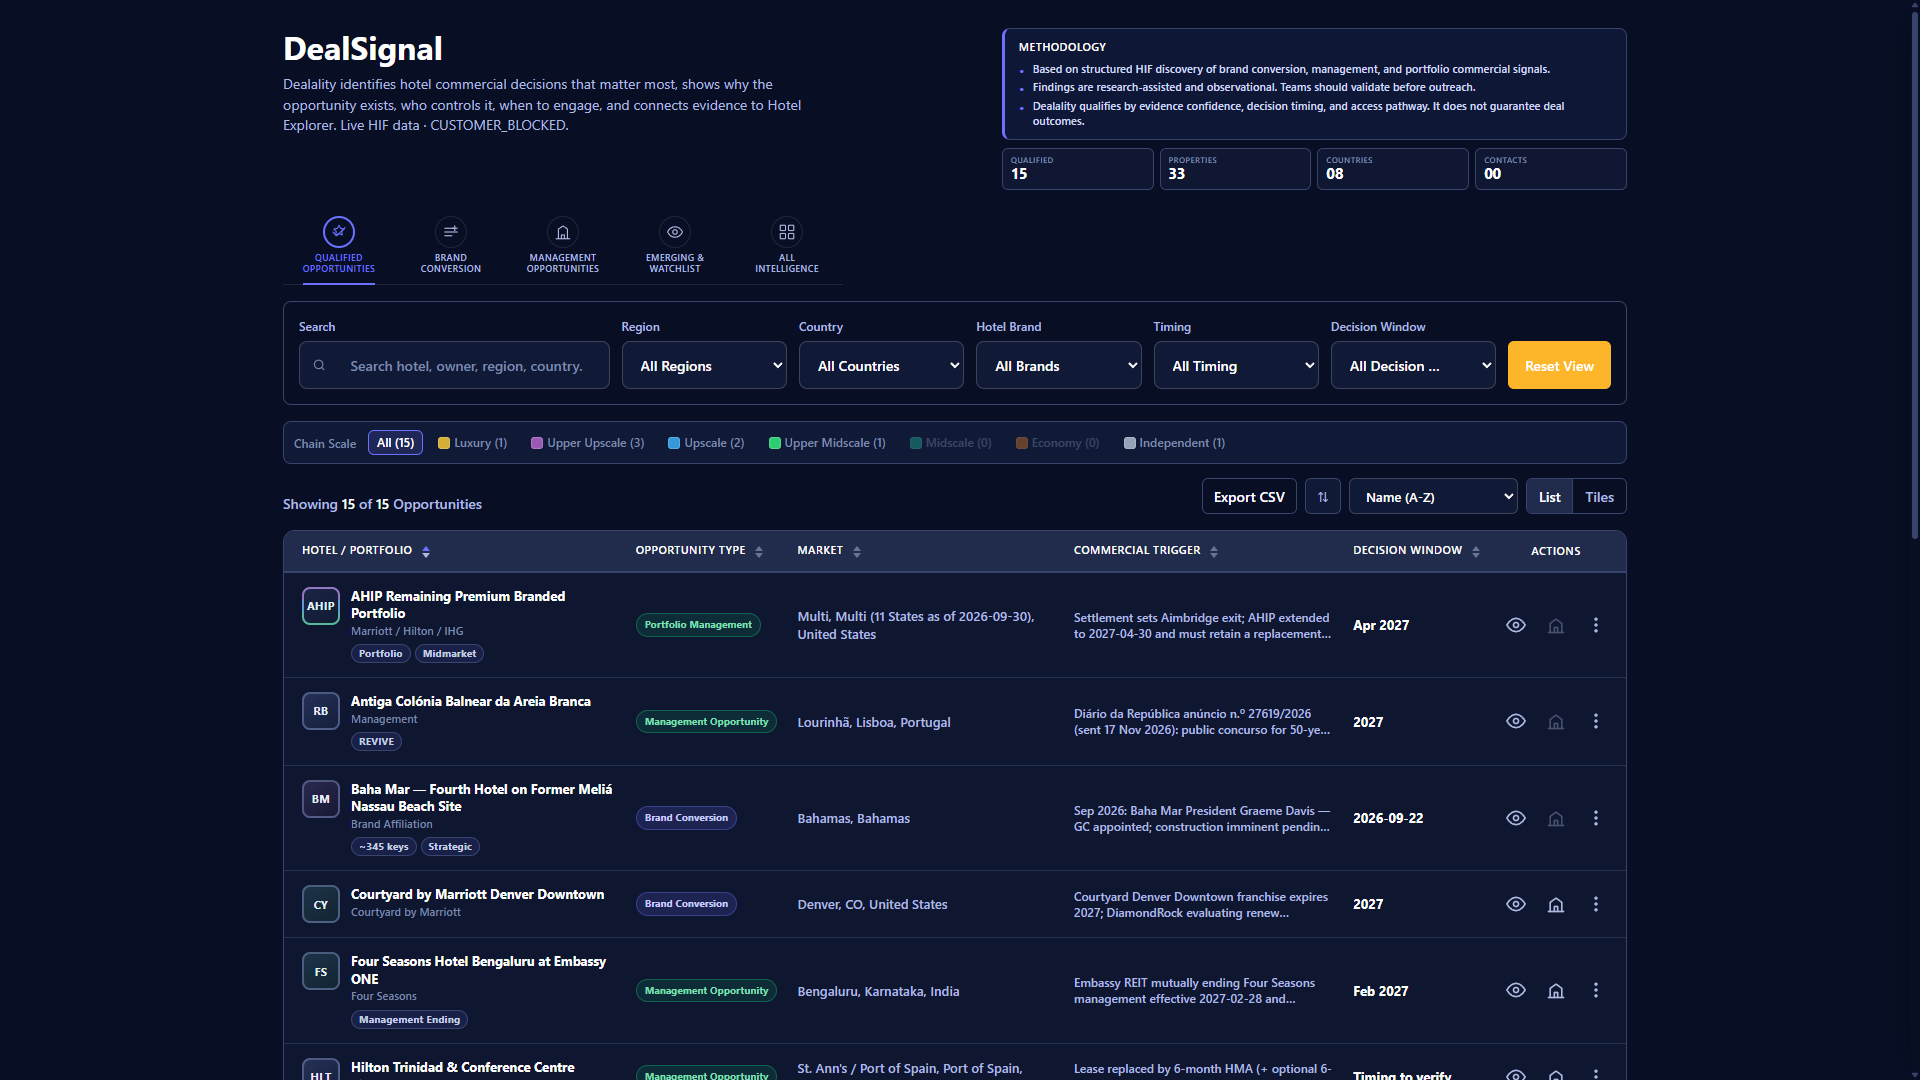 DealSignal
Dealality identifies hotel commercial decisions that matter most, shows why the
opportunity exists, who controls it, when to engage, and connects evidence to Hotel
Explorer. Live HIF data · CUSTOMER_BLOCKED.
METHODOLOGY
• Based on structured HIF discovery of brand conversion, management, and portfolio commercial signals.
• Findings are research-assisted and observational. Teams should validate before outreach.
• Dealality qualifies by evidence confidence, decision timing, and access pathway. It does not guarantee deal
outcomes.
QUALIFIED
15
PROPERTIES
33
COUNTRIES
08
CONTACTS
00
QUALIFIED
OPPORTUNITIES
BRAND
CONVERSION
MANAGEMENT
OPPORTUNITIES
EMERGING &
WATCHLIST
ALL
INTELLIGENCE
Search
Search hotel, owner, region, country.
Region
All Regions
Country
All Countries
Hotel Brand
All Brands
Timing
All Timing
Decision Window
All Decision ...
Reset View
Chain Scale
All (15)
Luxury (1)
Upper Upscale (3)
Upscale (2)
Upper Midscale (1)
Midscale (0)
Economy (0)
Independent (1)
Showing 15 of 15 Opportunities
Export CSV
Name (A-Z)
List
Tiles
HOTEL / PORTFOLIO
OPPORTUNITY TYPE
MARKET
COMMERCIAL TRIGGER
DECISION WINDOW
ACTIONS
AHIP
AHIP Remaining Premium Branded
Portfolio
Marriott / Hilton / IHG
Portfolio
Midmarket
Portfolio Management
Multi, Multi (11 States as of 2026-09-30),
United States
Settlement sets Aimbridge exit; AHIP extended
to 2027-04-30 and must retain a replacement...
Apr 2027
RB
Antiga Colónia Balnear da Areia Branca
Management
REVIVE
Management Opportunity
Lourinhã, Lisboa, Portugal
Diário da República anúncio n.º 27619/2026
(sent 17 Nov 2026): public concurso for 50-ye...
2027
BM
Baha Mar — Fourth Hotel on Former Meliá
Nassau Beach Site
Brand Affiliation
~345 keys
Strategic
Brand Conversion
Bahamas, Bahamas
Sep 2026: Baha Mar President Graeme Davis —
GC appointed; construction imminent pendin...
2026-09-22
CY
Courtyard by Marriott Denver Downtown
Courtyard by Marriott
Brand Conversion
Denver, CO, United States
Courtyard Denver Downtown franchise expires
2027; DiamondRock evaluating renew...
2027
FS
Four Seasons Hotel Bengaluru at Embassy
ONE
Four Seasons
Management Ending
Management Opportunity
Bengaluru, Karnataka, India
Embassy REIT mutually ending Four Seasons
management effective 2027-02-28 and...
Feb 2027
HLT
Hilton Trinidad & Conference Centre
Management Opportunity
St. Ann's / Port of Spain, Port of Spain,
Lease replaced by 6-month HMA (+ optional 6-
Timing to verify